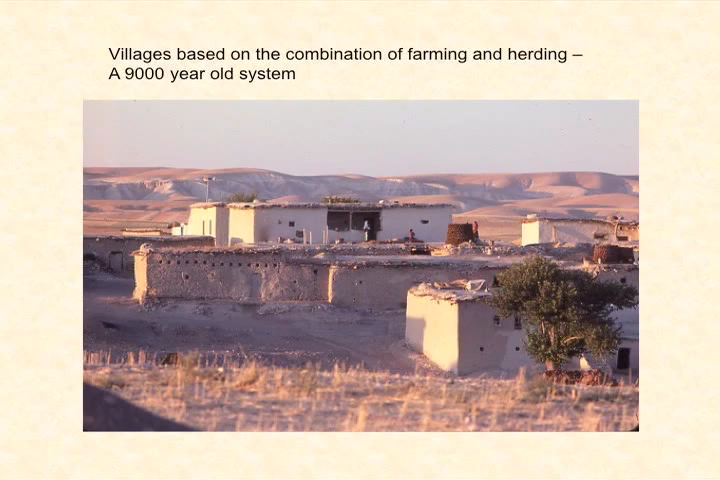 Villages based on the combination of farming and herding –
A 9000 year old system